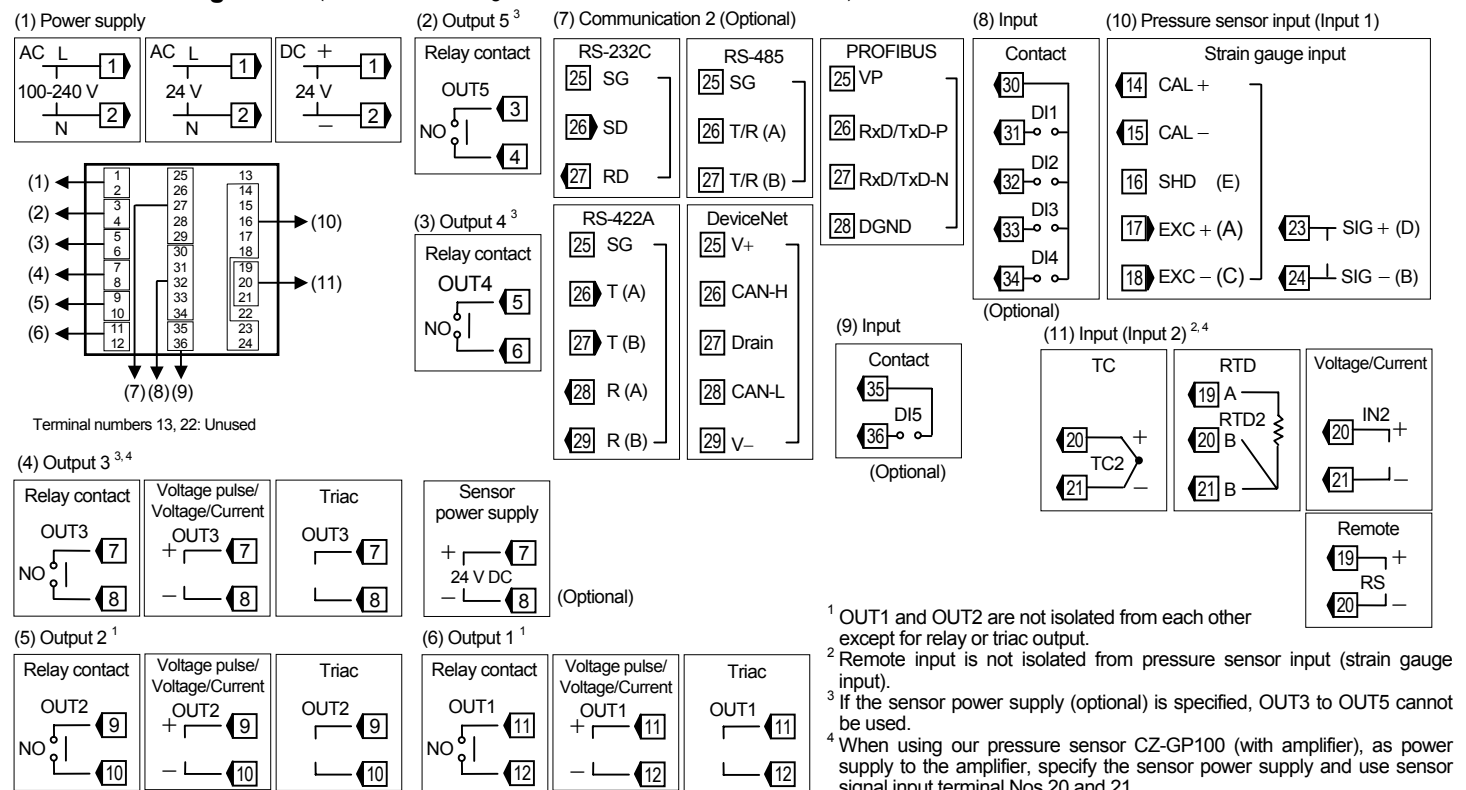 (1) Power supply
AC L 1
100-240 V
N 2
AC L 1
24 V
N 2
DC + 1
24 V
− 2
(1)
(2)
(3)
(4)
(5)
(6)
1 25 13
2 26 14
3 27 15
4 28 16
5 29 17
6 30 18
7 31 19
8 32 20
9 33 21
10 34 22
11 35 23
12 36 24
(10)
(11)
(7) (8) (9)
Terminal numbers 13, 22: Unused
(2) Output 5 3
Relay contact
OUT5 3
NO
4
(3) Output 4 3
Relay contact
OUT4 5
NO
6
(7) Communication 2 (Optional)
RS-232C
25 SG
26 SD
27 RD
RS-485
25 SG
26 T/R (A)
27 T/R (B)
PROFIBUS
25 VP
26 RxD/TxD-P
27 RxD/TxD-N
28 DGND
RS-422A
25 SG
26 T (A)
27 T (B)
28 R (A)
29 R (B)
DeviceNet
25 V+
26 CAN-H
27 Drain
28 CAN-L
29 V−
(8) Input
Contact
30
DI1
31
DI2
32
DI3
33
DI4
34
(Optional)
(9) Input
Contact
35
DI5
36
(Optional)
(10) Pressure sensor input (Input 1)
Strain gauge input
14 CAL +
15 CAL −
16 SHD (E)
17 EXC + (A) 23 SIG + (D)
18 EXC − (C) 24 SIG − (B)
(11) Input (Input 2) 2, 4
TC
20 +
TC2
21 −
RTD
19 A
RTD2
20 B
21 B
Voltage/Current
IN2
20 +
21 −
Remote
19 +
RS
20 −
(4) Output 3 3, 4
Relay contact
OUT3 7
NO
8
Voltage pulse/
Voltage/Current
OUT3
+ 7
− 8
Triac
OUT3 7
8
Sensor
power supply
+ 7
24 V DC
− 8
(Optional)
(5) Output 2 1
Relay contact
OUT2 9
NO
10
Voltage pulse/
Voltage/Current
OUT2
+ 9
− 10
Triac
OUT2 9
10
(6) Output 1 1
Relay contact
OUT1 11
NO
12
Voltage pulse/
Voltage/Current
OUT1
+ 11
− 12
Triac
OUT1 11
12
1 OUT1 and OUT2 are not isolated from each other
except for relay or triac output.
2 Remote input is not isolated from pressure sensor input (strain gauge
input).
3 If the sensor power supply (optional) is specified, OUT3 to OUT5 cannot
be used.
4 When using our pressure sensor CZ-GP100 (with amplifier), as power
supply to the amplifier, specify the sensor power supply and use sensor
signal input terminal Nos 20 and 21